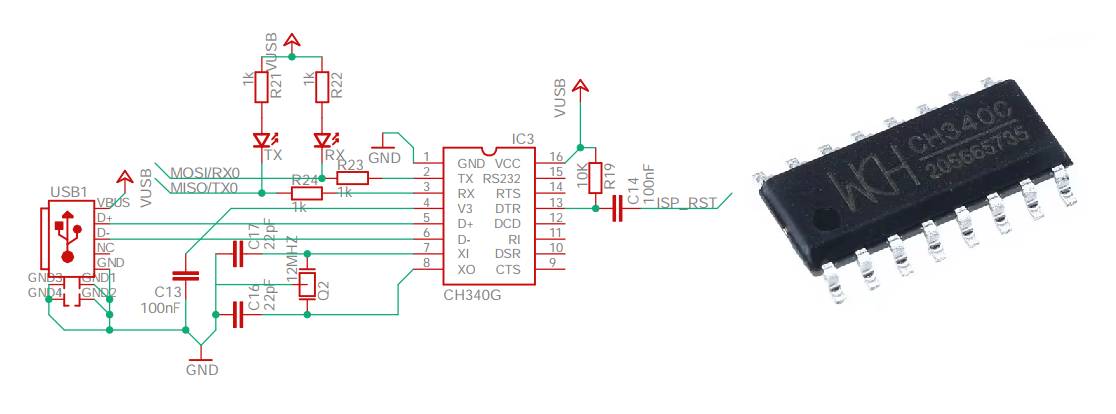 VUSB
1k
R21
1k
R22
TX
RX
GND
MOSI/RX0
MISO/TX0
R23
1k
R24
1k
USB1
VBUS
D+
D-
NC
GND
GND3
GND1
GND4
GND2
VUSB
C13
100nF
C17
22pF
C16
22pF
12MHZ
Q2
GND
IC3
1 GND VCC 16
2 TX RS232 15
3 RX RTS 14
4 V3 DTR 13
5 D+ DCD 12
6 D- RI 11
7 XI DSR 10
8 XO CTS 9
CH340G
VUSB
10K
R19
C14
100nF
ISP_RST
WCH
CH340C
205665735